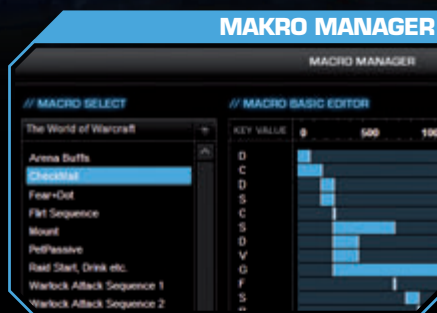 MAKRO MANAGER
MACRO MANAGER
// MACRO SELECT
// MACRO BASIC EDITOR
The World of Warcraft
KEY VALUE 0 500 100
Arena Buffs
CheckMail
Fear+Dot
Flirt Sequence
Mount
PetPassive
Raid Start, Drink etc.
Warlock Attack Sequence 1
Warlock Attack Sequence 2
D
C
D
S
C
S
D
V
G
F
S